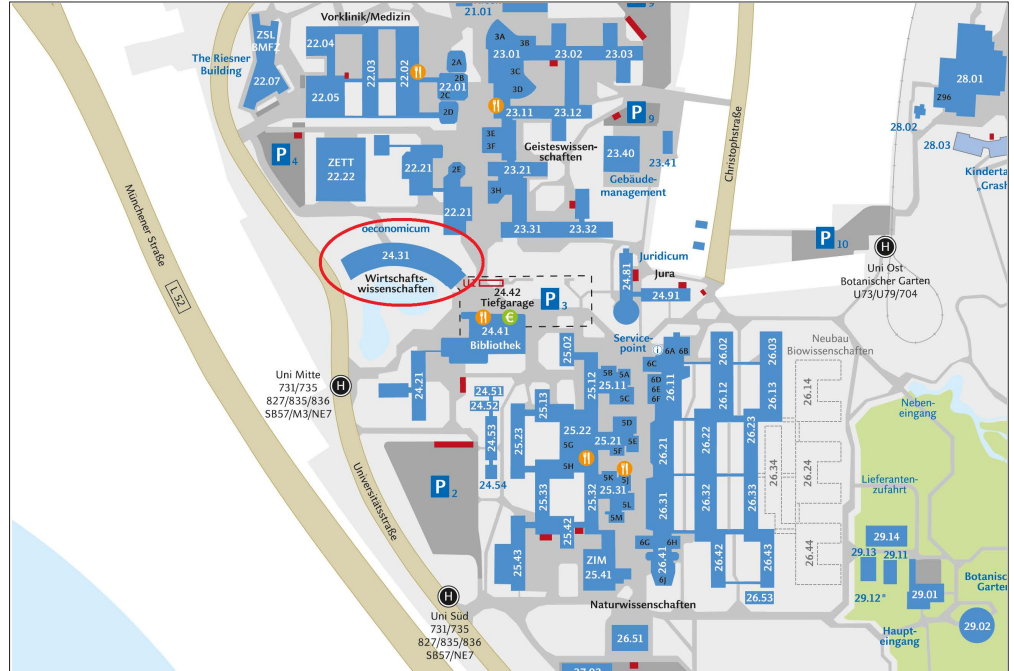 21.01
9
Vorklinik/Medizin
ZSL
BMFZ
22.07
The Riesner
Building
22.04
22.03
22.02
22.05
2A
2B
22.01
2C
2D
3A
3B
23.01
23.02
23.03
3C
3D
23.11
23.12
3E
3F
Geisteswissen-
schaften
P 9
23.40
23.41
Gebäude-
management
28.01
Z96
28.02
28.03
Kinderta
„Grash
P 4
ZETT
22.22
22.21
2E
22.21
23.21
3H
23.31
23.32
Christophstraße
P 10
H
Uni Ost
Botanischer Garten
U73/U79/704
Münchener Straße
L 52
oeconomicum
24.31
Wirtschafts-
wissenschaften
U1
24.42
Tiefgarage
P 3
24.41
Bibliothek
€
Juridicum
24.81
Jura
24.91
Service-
point
i
Neubau
Biowissenschaften
Uni Mitte
731/735
827/835/836
SB57/M3/NE7
H
24.21
24.51
24.52
24.53
24.54
25.02
25.12
5B
5A
25.11
5C
25.13
25.23
25.22
5G
5H
5D
25.21
5E
5F
5K
5J
25.31
5L
5M
25.33
25.32
25.42
25.43
ZIM
25.41
6A
6B
6C
6D
6E
6F
26.11
26.21
26.31
6G
6H
26.41
6J
26.02
26.03
26.12
26.13
26.22
26.23
26.32
26.33
26.42
26.43
26.53
26.14
26.24
26.34
26.44
Universitätsstraße
P 2
H
Uni Süd
731/735
827/835/836
SB57/NE7
Naturwissenschaften
26.51
Neben-
eingang
Lieferanten-
zufahrt
29.14
29.13
29.11
29.12
29.01
Botanisc
Garte
29.02
Haupt-
eingang